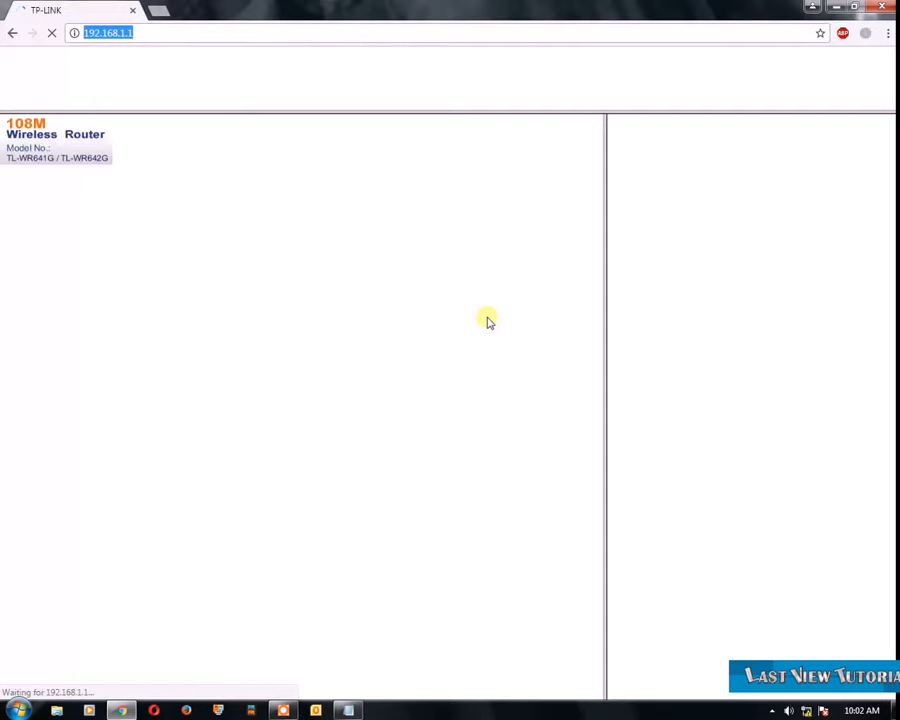 TP-LINK
192.168.1.1
ABP
108M
Wireless Router
Model No.:
TL-WR641G / TL-WR642G
LAST VIEW TUTORIA
Waiting for 192.168.1.1...
10:02 AM